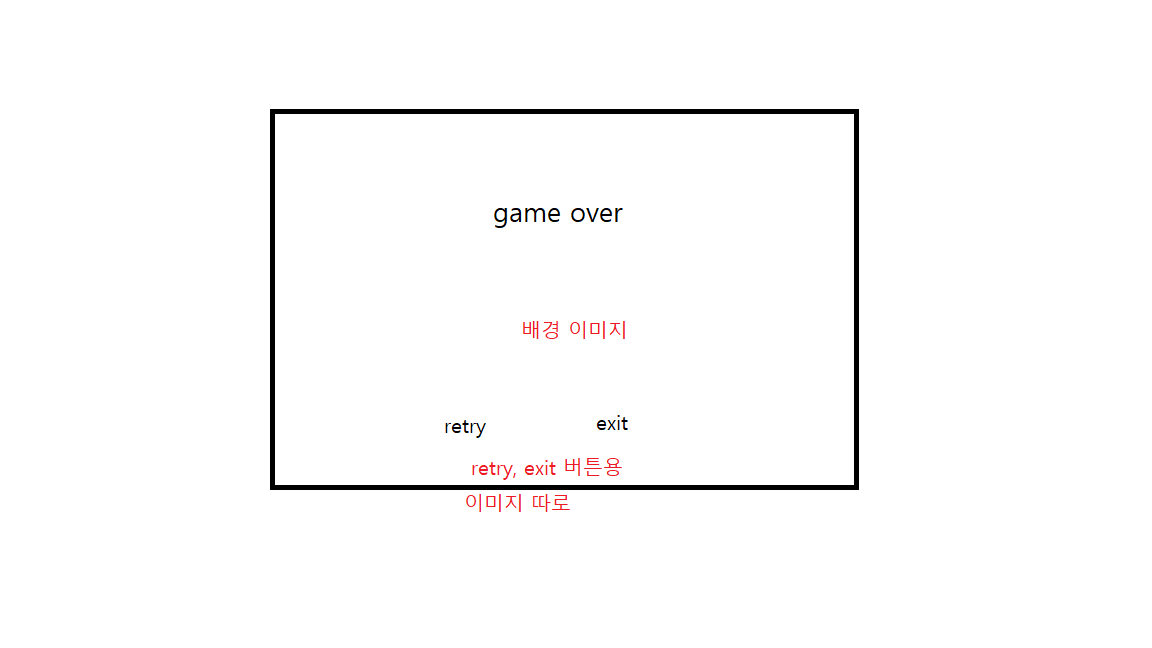 game over
배경 이미지
retry
exit
retry, exit 버튼용
이미지 따로